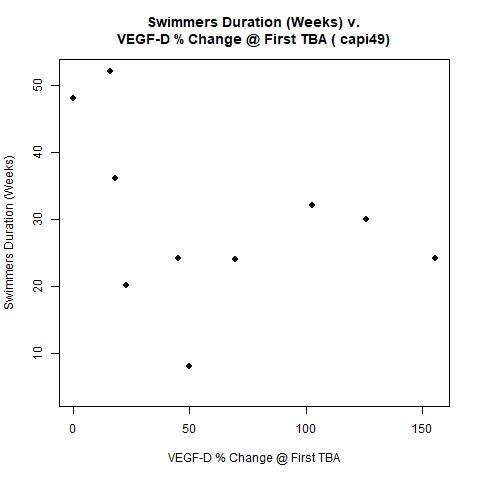 Swimmers Duration (Weeks) v.
VEGF-D % Change @ First TBA ( capi49)
Swimmers Duration (Weeks)
50
40
30
20
10
0
50
100
150
VEGF-D % Change @ First TBA